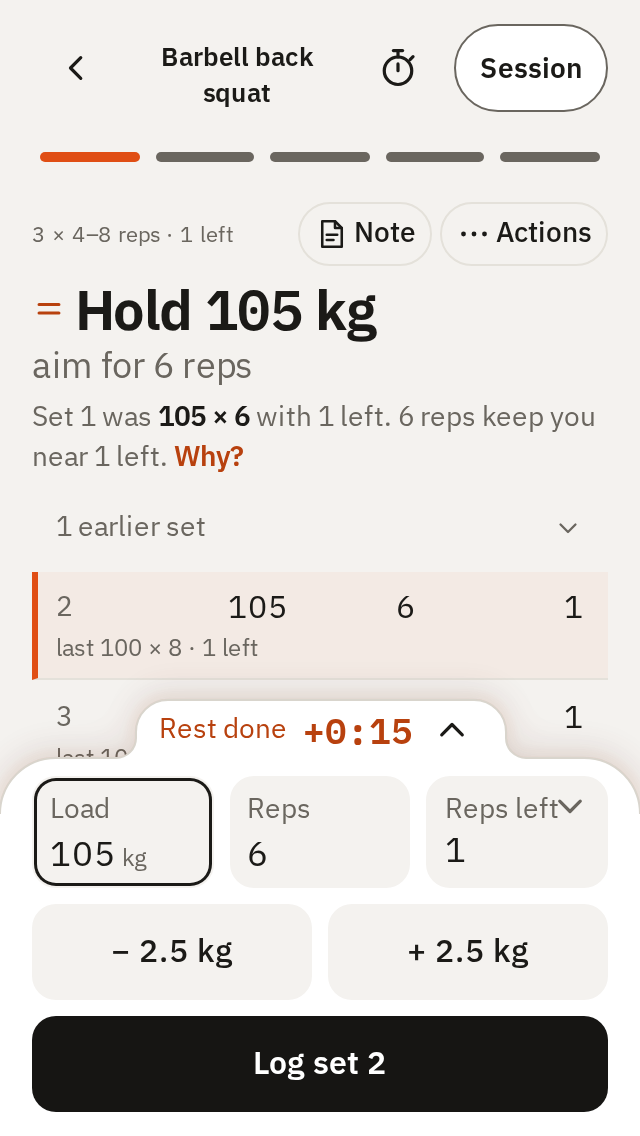 Barbell back
squat
Session
3 × 4–8 reps · 1 left
Note
··· Actions
= Hold 105 kg
aim for 6 reps
Set 1 was 105 × 6 with 1 left. 6 reps keep you
near 1 left. Why?
1 earlier set
2 105 6 1
last 100 × 8 · 1 left
3 1
last 10
Rest done +0:15
Load
105 kg
Reps
6
Reps left
1
− 2.5 kg
+ 2.5 kg
Log set 2